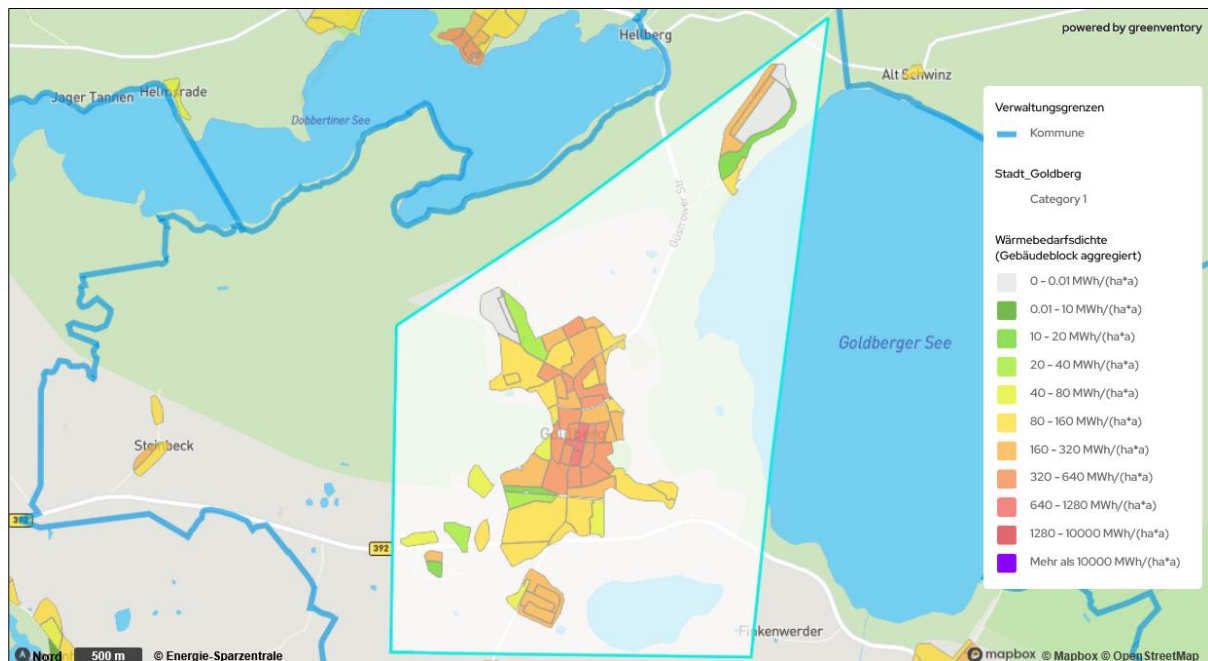 powered by greenventory
Hellberg
Alt Schwinz
Jager Tannen
Helmsrade
Dobbertiner See
Güstrower Str
Goldberger See
Goldberg
Steinbeck
392
392
Finkenwerder
Verwaltungsgrenzen
Kommune
Stadt_Goldberg
Category 1
Wärmebedarfsdichte
(Gebäudeblock aggregiert)
0 - 0.01 MWh/(ha*a)
0.01 - 10 MWh/(ha*a)
10 - 20 MWh/(ha*a)
20 - 40 MWh/(ha*a)
40 - 80 MWh/(ha*a)
80 - 160 MWh/(ha*a)
160 - 320 MWh/(ha*a)
320 - 640 MWh/(ha*a)
640 - 1280 MWh/(ha*a)
1280 - 10000 MWh/(ha*a)
Mehr als 10000 MWh/(ha*a)
Nord
500 m
© Energie-Sparzentrale
mapbox © Mapbox © OpenStreetMap